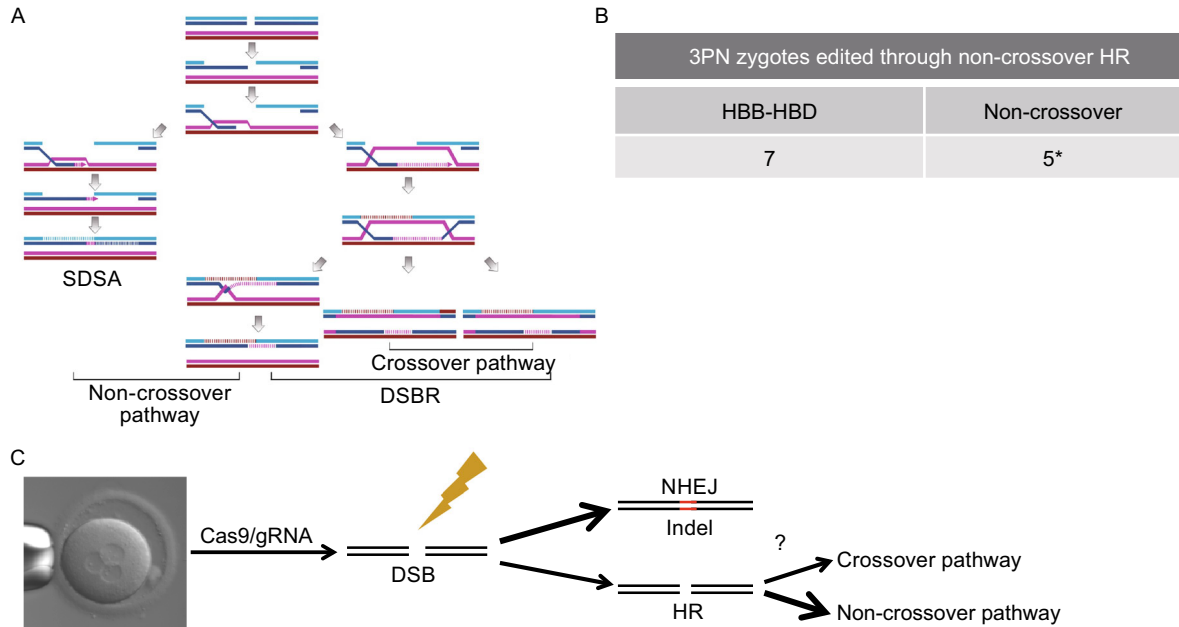 A
SDSA
Crossover pathway
Non-crossover
pathway
DSBR
B
3PN zygotes edited through non-crossover HR
HBB-HBD
Non-crossover
7
5*
C
Cas9/gRNA
DSB
NHEJ
Indel
HR
?
Crossover pathway
Non-crossover pathway